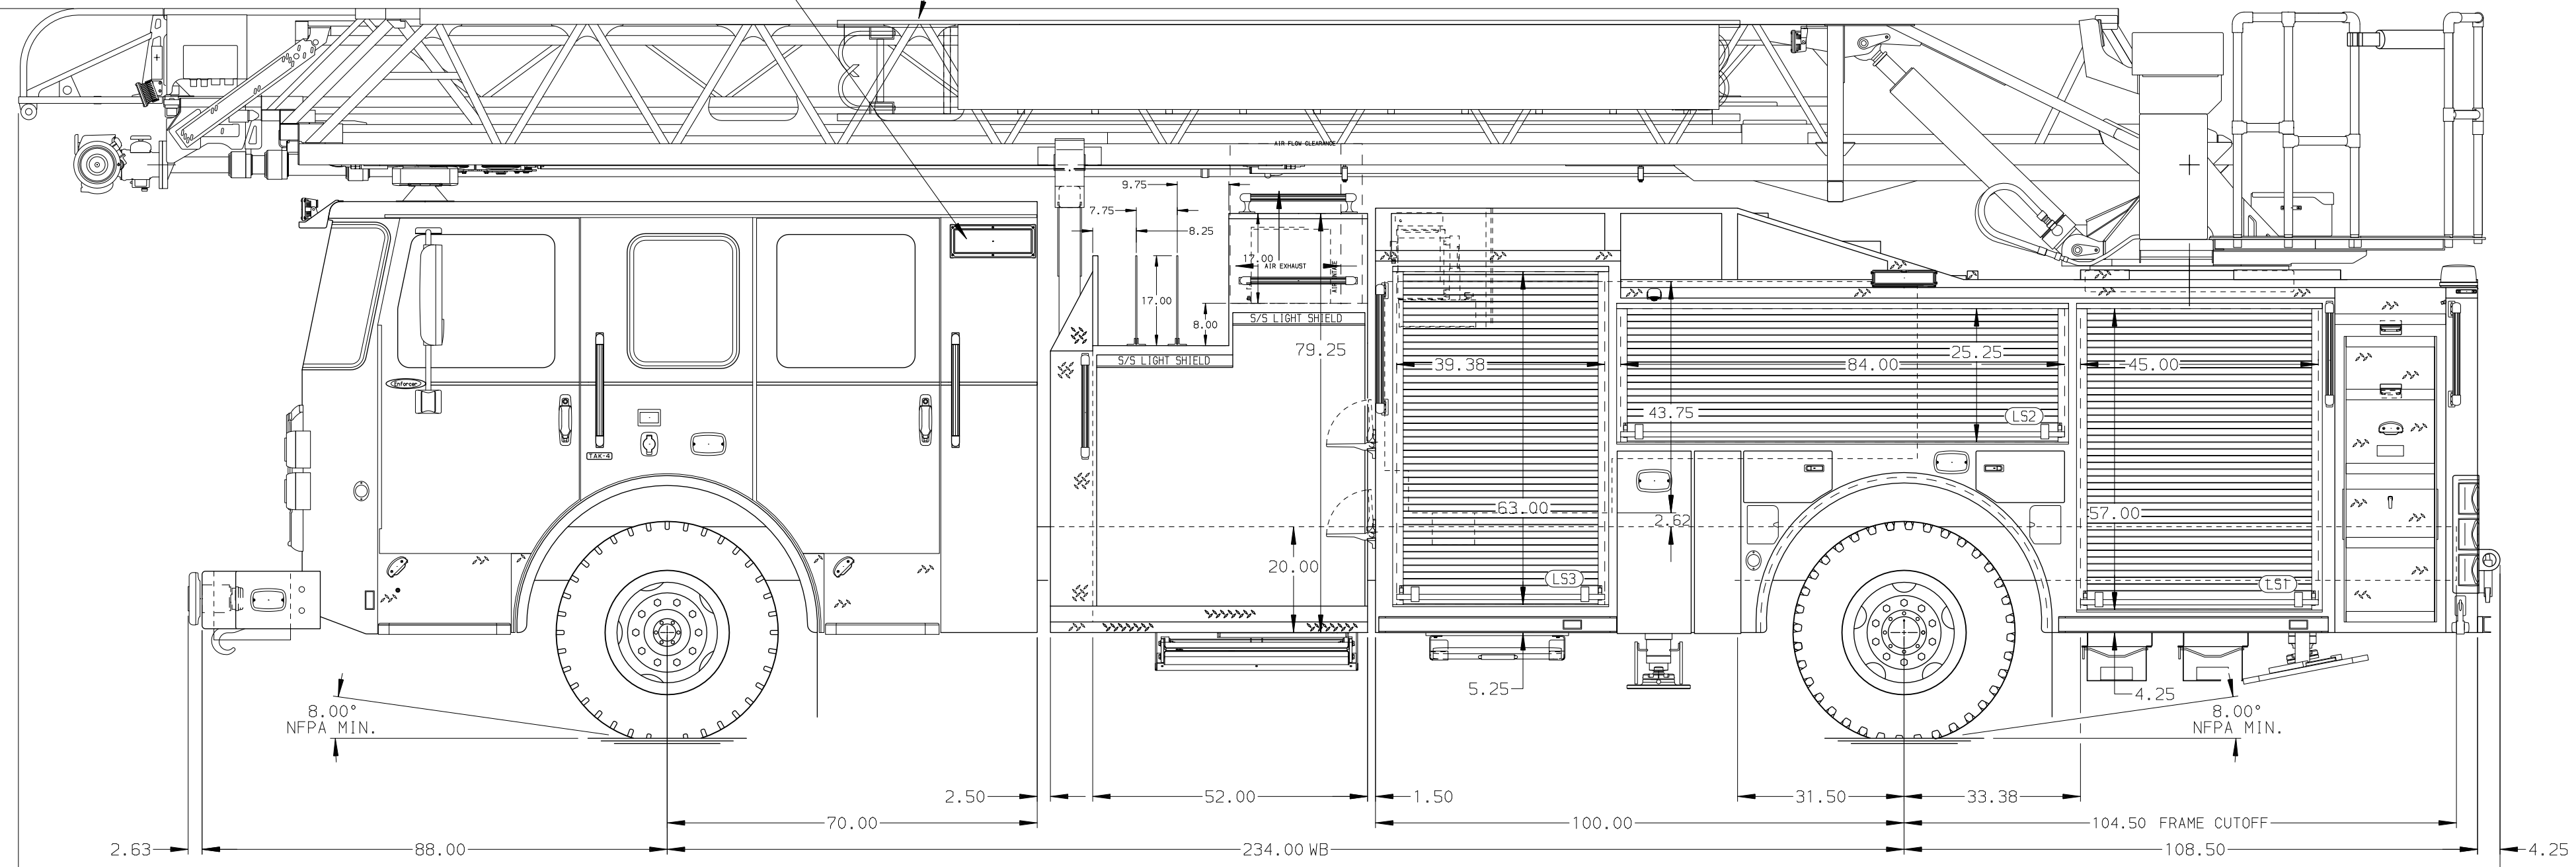 AIR FLOW CLEARANCE
9.75
7.75
8.25
17.00
AIR EXHAUST
AIR INTAKE
17.00
8.00
S/S LIGHT SHIELD
79.25
S/S LIGHT SHIELD
39.38
84.00
25.25
45.00
Enforcer
43.75
LS2
TAK-4
63.00
2.62
57.00
20.00
LS3
LS1
5.25
4.25
8.00°
NFPA MIN.
8.00°
NFPA MIN.
2.50
52.00
1.50
31.50
33.38
70.00
100.00
104.50 FRAME CUTOFF
2.63
88.00
234.00 WB
108.50
4.25